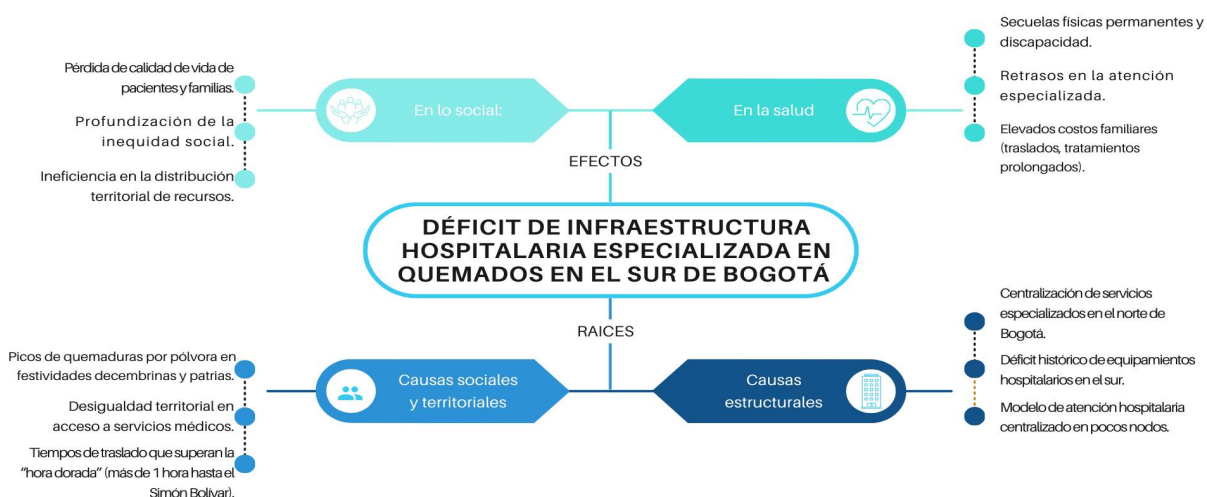 Pérdida de calidad de vida de
pacientes y familias.
Profundización de la
inequidad social.
Ineficiencia en la distribución
territorial de recursos.
En lo social:
En la salud
Secuelas físicas permanentes y
discapacidad.
Retrasos en la atención
especializada.
Elevados costos familiares
(traslados, tratamientos
prolongados).
EFECTOS
DÉFICIT DE INFRAESTRUCTURA
HOSPITALARIA ESPECIALIZADA EN
QUEMADOS EN EL SUR DE BOGOTÁ
RAICES
Picos de quemaduras por pólvora en
festividades decembrinas y patrias.
Desigualdad territorial en
acceso a servicios médicos.
Tiempos de traslado que superan la
“hora dorada” (más de 1 hora hasta el
Simón Bolívar).
Causas sociales
y territoriales
Causas
estructurales
Centralización de servicios
especializados en el norte de
Bogotá.
Déficit histórico de equipamientos
hospitalarios en el sur.
Modelo de atención hospitalaria
centralizado en pocos nodos.